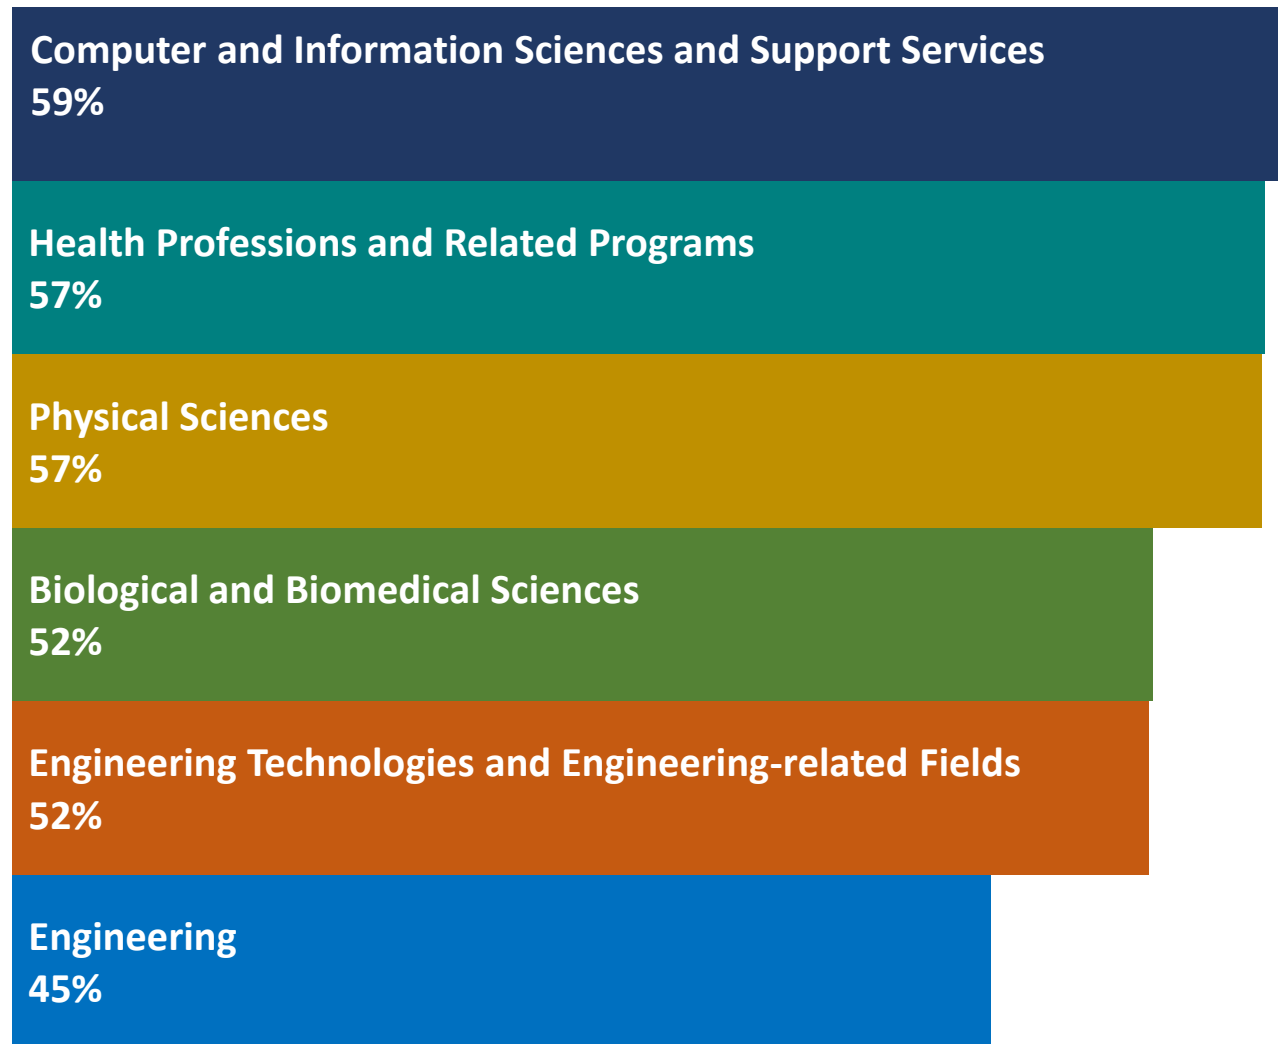 Computer and Information Sciences and Support Services
59%
Health Professions and Related Programs
57%
Physical Sciences
57%
Biological and Biomedical Sciences
52%
Engineering Technologies and Engineering-related Fields
52%
Engineering
45%